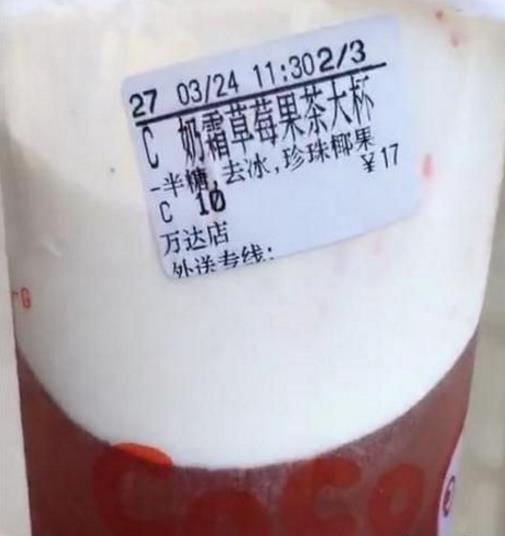 27 03/24 11:30 2/3
C 奶霜草莓果茶大杯
-半糖,去冰,珍珠椰果
¥17
C 10
万达店
外送专线:
CoCo